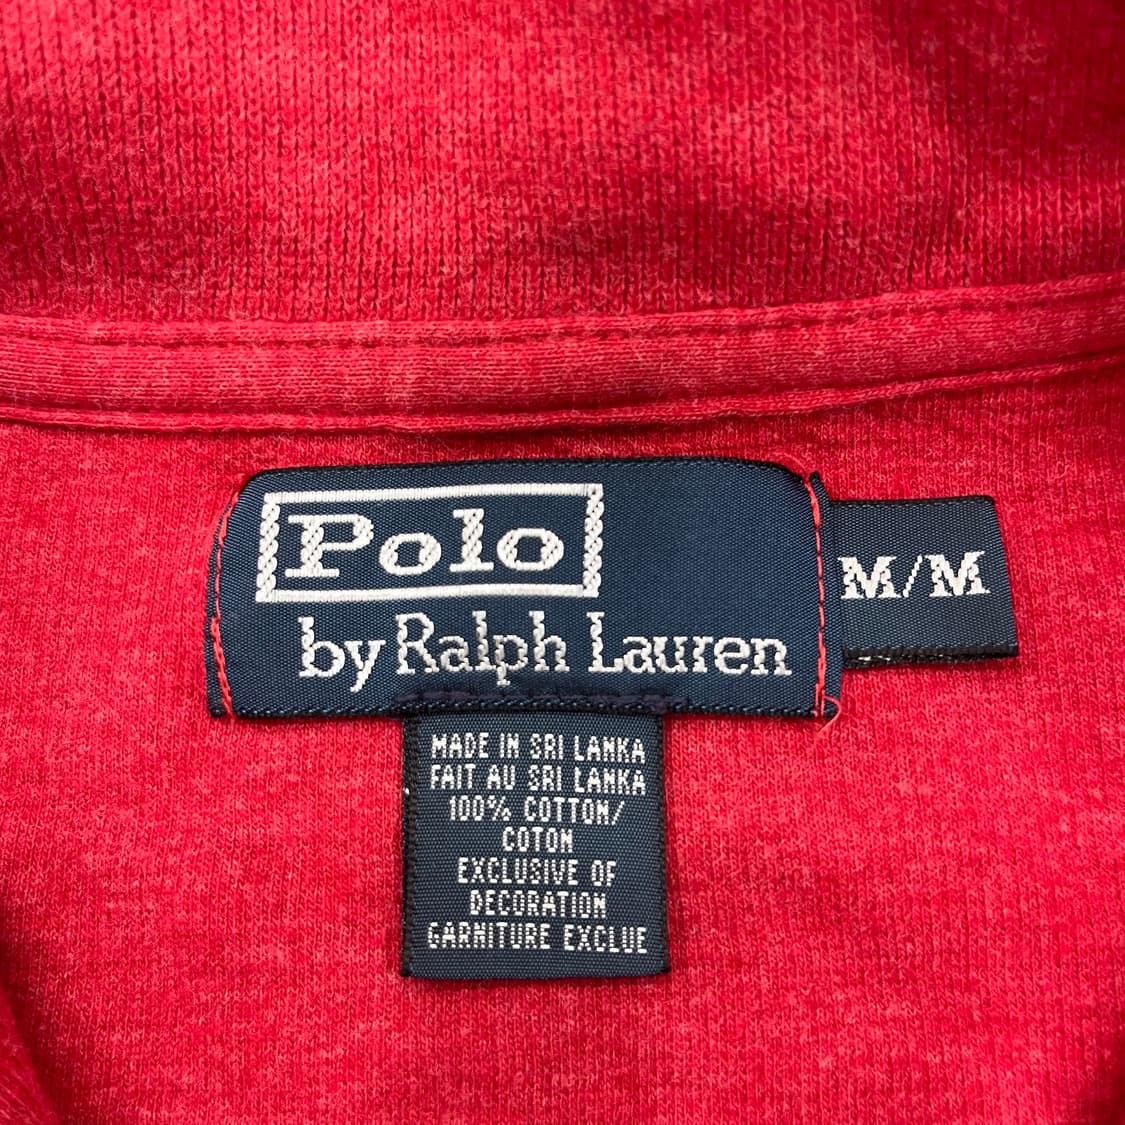 Polo
by Ralph Lauren
M/M
MADE IN SRI LANKA
FAIT AU SRI LANKA
100% COTTON/
COTON
EXCLUSIVE OF
DECORATION
GARNITURE EXCLUE